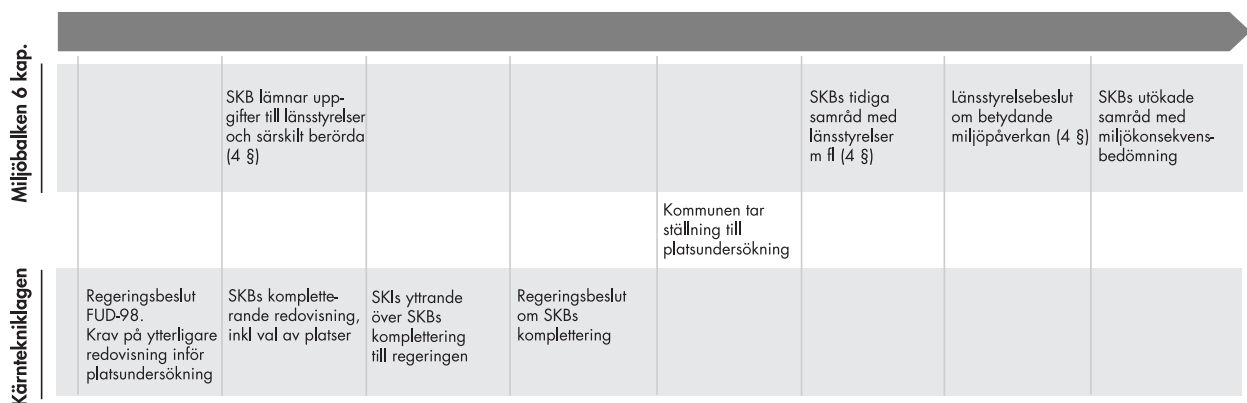 Miljöbalken 6 kap.
SKB lämnar upp-
gifter till länsstyrelser
och särskilt berörda
(4 §)
SKBs tidiga
samråd med
länsstyrelser
m fl (4 §)
Länsstyrelsebeslut
om betydande
miljöpåverkan (4 §)
SKBs utökade
samråd med
miljökonsekvens-
bedömning
Kommunen tar
ställning till
platsundersökning
Kärntekniklagen
Regeringsbeslut
FUD-98.
Krav på ytterligare
redovisning inför
platsundersökning
SKBs komplette-
rande redovisning,
inkl val av platser
SKIs yttrande
över SKBs
komplettering
till regeringen
Regeringsbeslut
om SKBs
komplettering